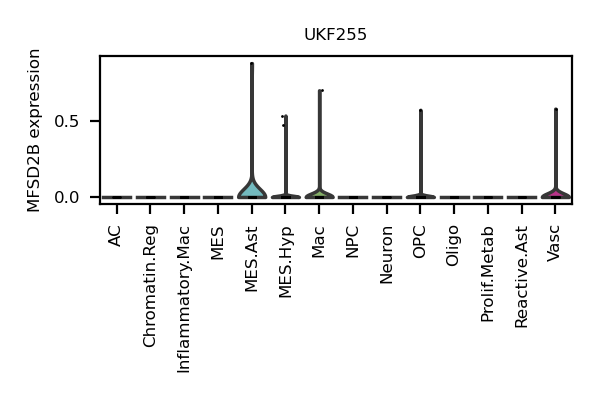 UKF255
MFSD2B expression
0.5
0.0
AC
Chromatin.Reg
Inflammatory.Mac
MES
MES.Ast
MES.Hyp
Mac
NPC
Neuron
OPC
Oligo
Prolif.Metab
Reactive.Ast
Vasc